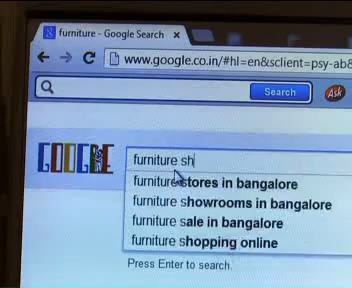 furniture - Google Search
www.google.co.in/#hl=en&sclient=psy-ab&
Search
Ask
GOOGLE
furniture sh
furniture stores in bangalore
furniture showrooms in bangalore
furniture sale in bangalore
furniture shopping online
Press Enter to search.